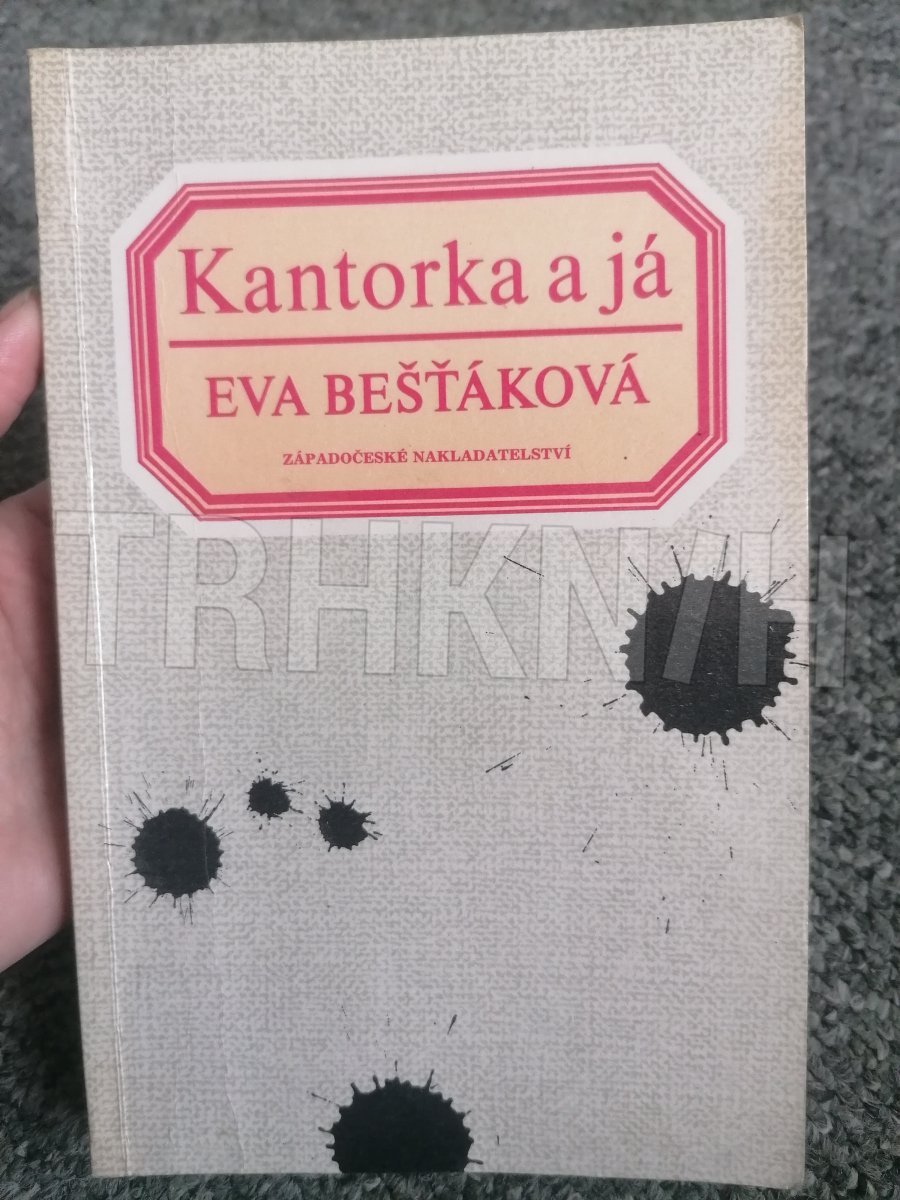 Kantorka a já
EVA BEŠŤÁKOVÁ
ZÁPADOČESKÉ NAKLADATELSTVÍ
TRHKNIH